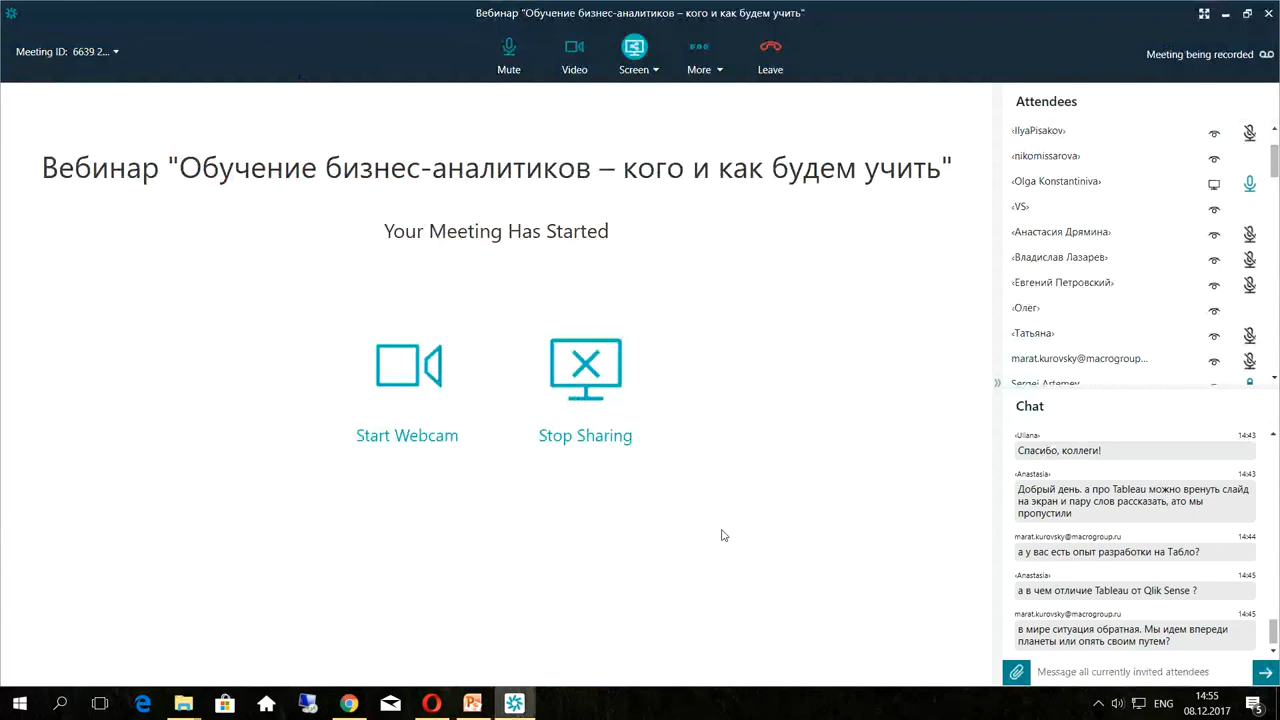 Вебинар "Обучение бизнес-аналитиков – кого и как будем учить"
Meeting ID: 6639 2...
Mute
Video
Screen
More
Leave
Meeting being recorded
Вебинар "Обучение бизнес-аналитиков – кого и как будем учить"
Your Meeting Has Started
Start Webcam
Stop Sharing
Attendees
‹IlyaPisakov›
‹nikomissarova›
‹Olga Konstantiniva›
‹VS›
‹Анастасия Дрямина›
‹Владислав Лазарев›
‹Евгений Петровский›
‹Олег›
‹Татьяна›
marat.kurovsky@macrogroup...
Sergei Artemev
Chat
‹Uliana› 14:43
Спасибо, коллеги!
‹Anastasia› 14:43
Добрый день. а про Tableau можно вренуть слайд
на экран и пару слов рассказать, ато мы
пропустили
marat.kurovsky@macrogroup.ru 14:44
а у вас есть опыт разработки на Табло?
‹Anastasia› 14:45
а в чем отличие Tableau от Qlik Sense ?
marat.kurovsky@macrogroup.ru 14:45
в мире ситуация обратная. Мы идем впереди
планеты или опять своим путем?
Message all currently invited attendees
ENG
14:55
08.12.2017
5